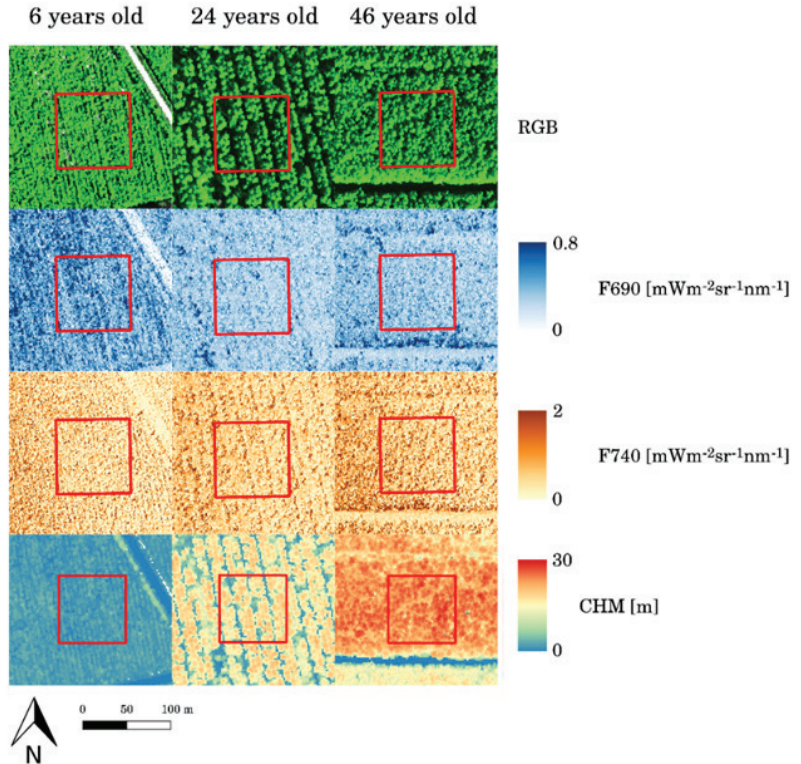 6 years old 24 years old 46 years old
RGB
0.8
F690 [mWm-2sr-1nm-1]
0
2
F740 [mWm-2sr-1nm-1]
0
30
CHM [m]
0
0 50 100 m
N